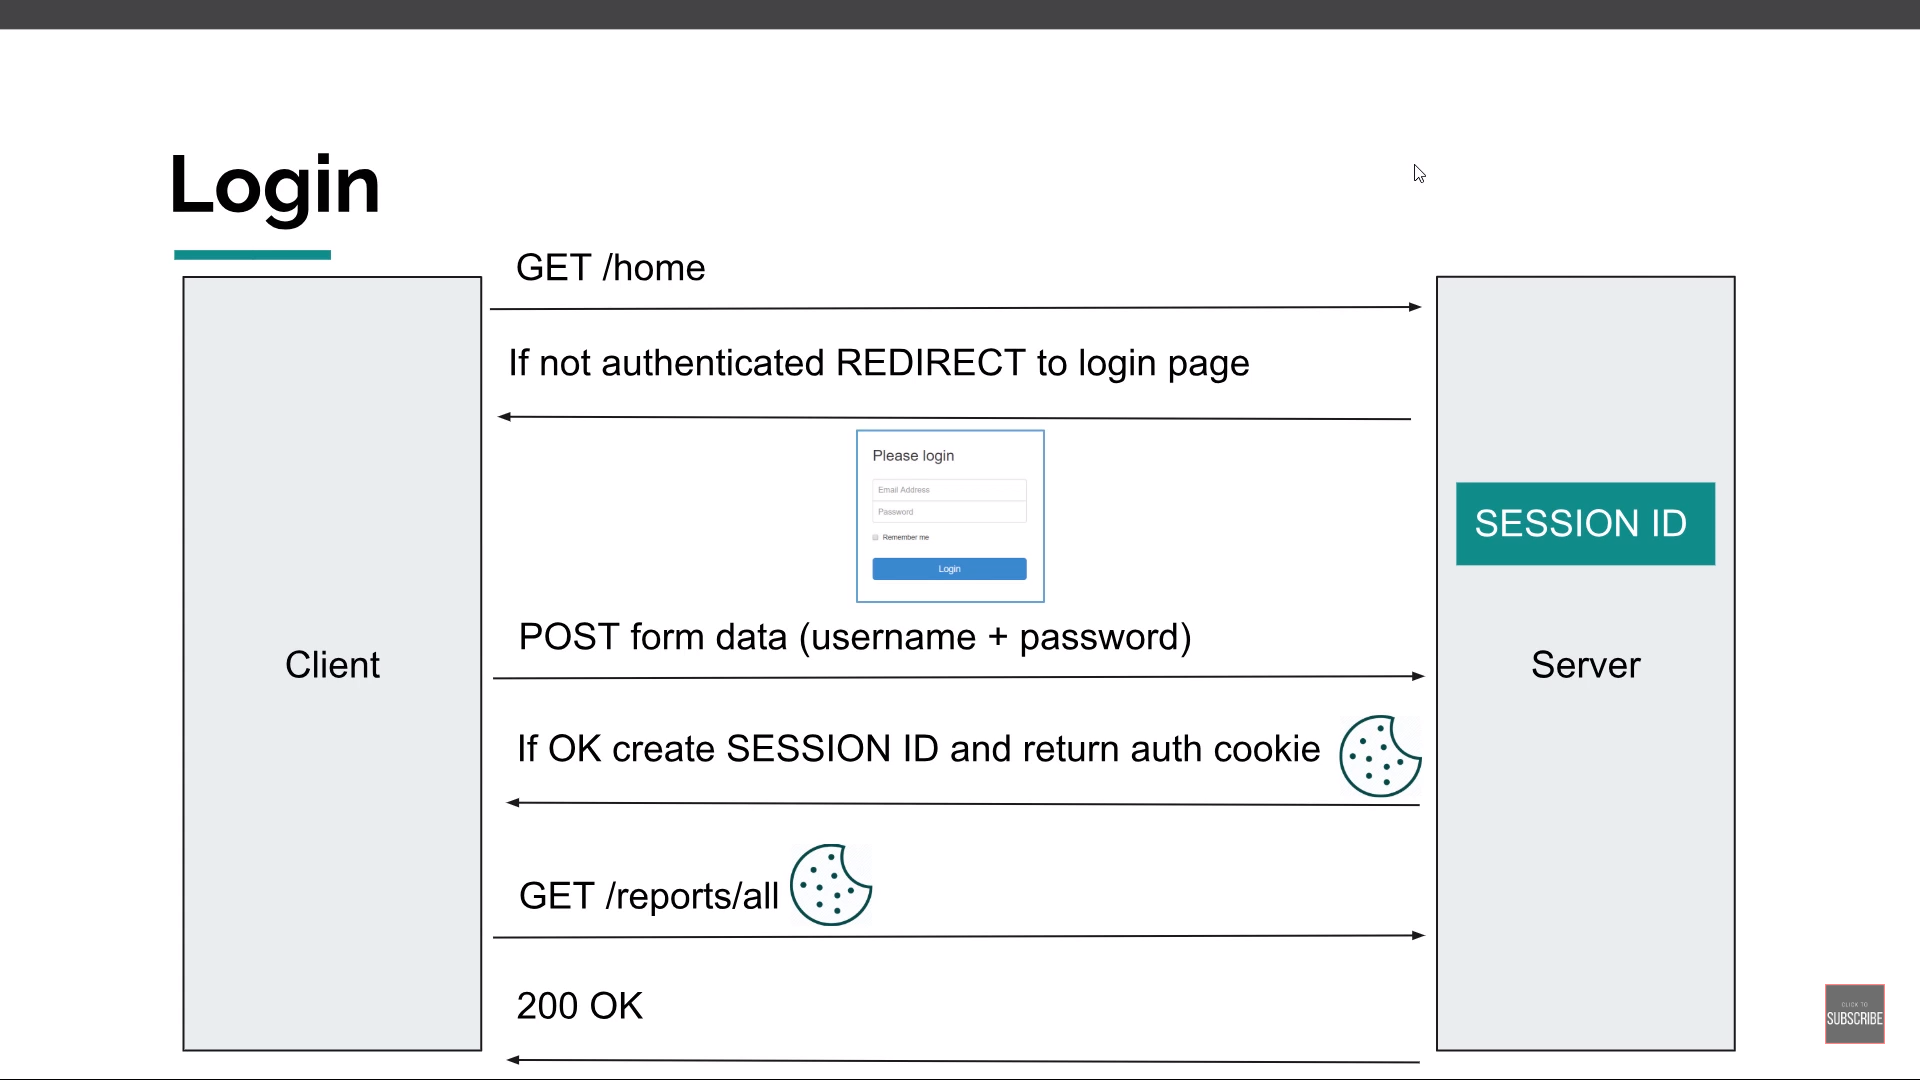 Login
GET /home
If not authenticated REDIRECT to login page
Please login
Email Address
Password
Remember me
Login
SESSION ID
POST form data (username + password)
Client
Server
If OK create SESSION ID and return auth cookie
GET /reports/all
200 OK
CLICK TO
SUBSCRIBE